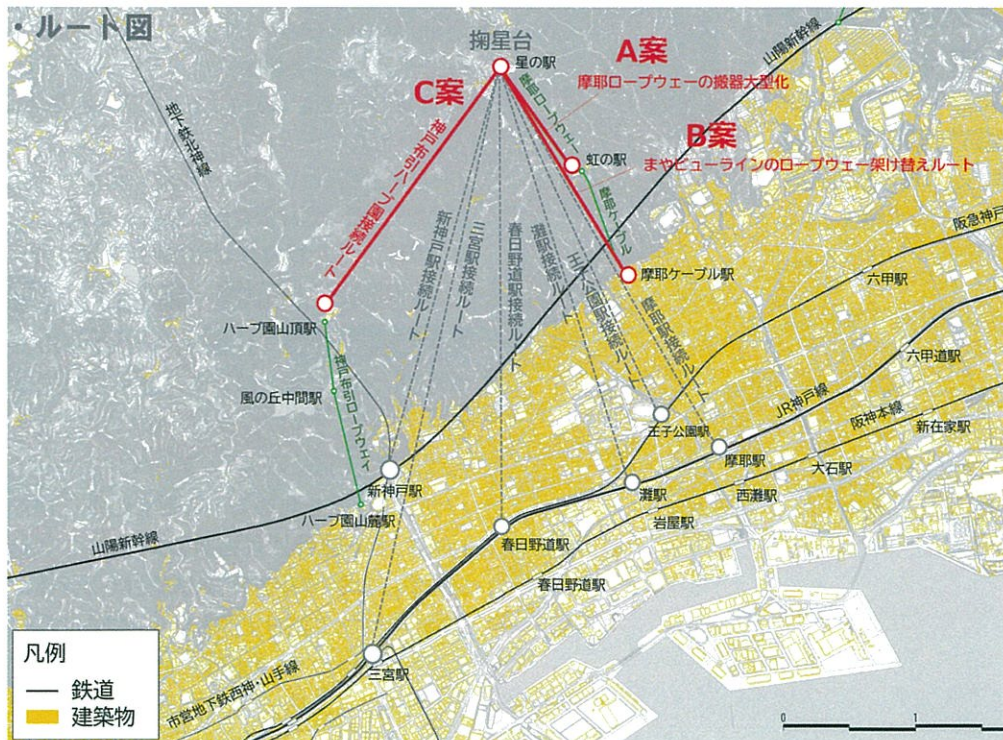 ・ルート図
掬星台
星の駅
A案
摩耶ロープウェーの搬器大型化
摩耶ロープウェー
C案
神戸布引ハーブ園接続ルート
B案
まやビューラインのロープウェー架け替えルート
虹の駅
摩耶ケーブル
摩耶ケーブル駅
山陽新幹線
地下鉄北神線
新神戸駅接続ルート
三宮駅接続ルート
春日野道駅接続ルート
灘駅接続ルート
王子公園駅接続ルート
摩耶駅接続ルート
阪急神戸
六甲駅
六甲道駅
JR神戸線
阪神本線
新在家駅
ハーブ園山頂駅
神戸布引ロープウェイ
風の丘中間駅
新神戸駅
ハーブ園山麓駅
山陽新幹線
王子公園駅
摩耶駅
大石駅
灘駅
西灘駅
岩屋駅
春日野道駅
春日野道駅
三宮駅
市営地下鉄西神・山手線
凡例
鉄道
建築物
0
1